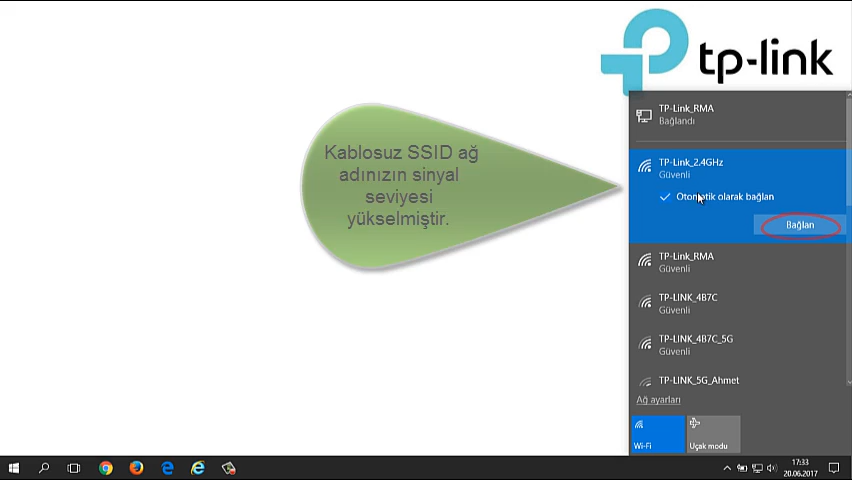 tp-link
Kablosuz SSID ağ
adınızın sinyal
seviyesi
yükselmiştir.
TP-Link_RMA
Bağlandı
TP-Link_2.4GHz
Güvenli
Otomatik olarak bağlan
Bağlan
TP-Link_RMA
Güvenli
TP-LINK_4B7C
Güvenli
TP-LINK_4B7C_5G
Güvenli
TP-LINK_5G_Ahmet
Ağ ayarları
Wi-Fi
Uçak modu
17:33
20.06.2017